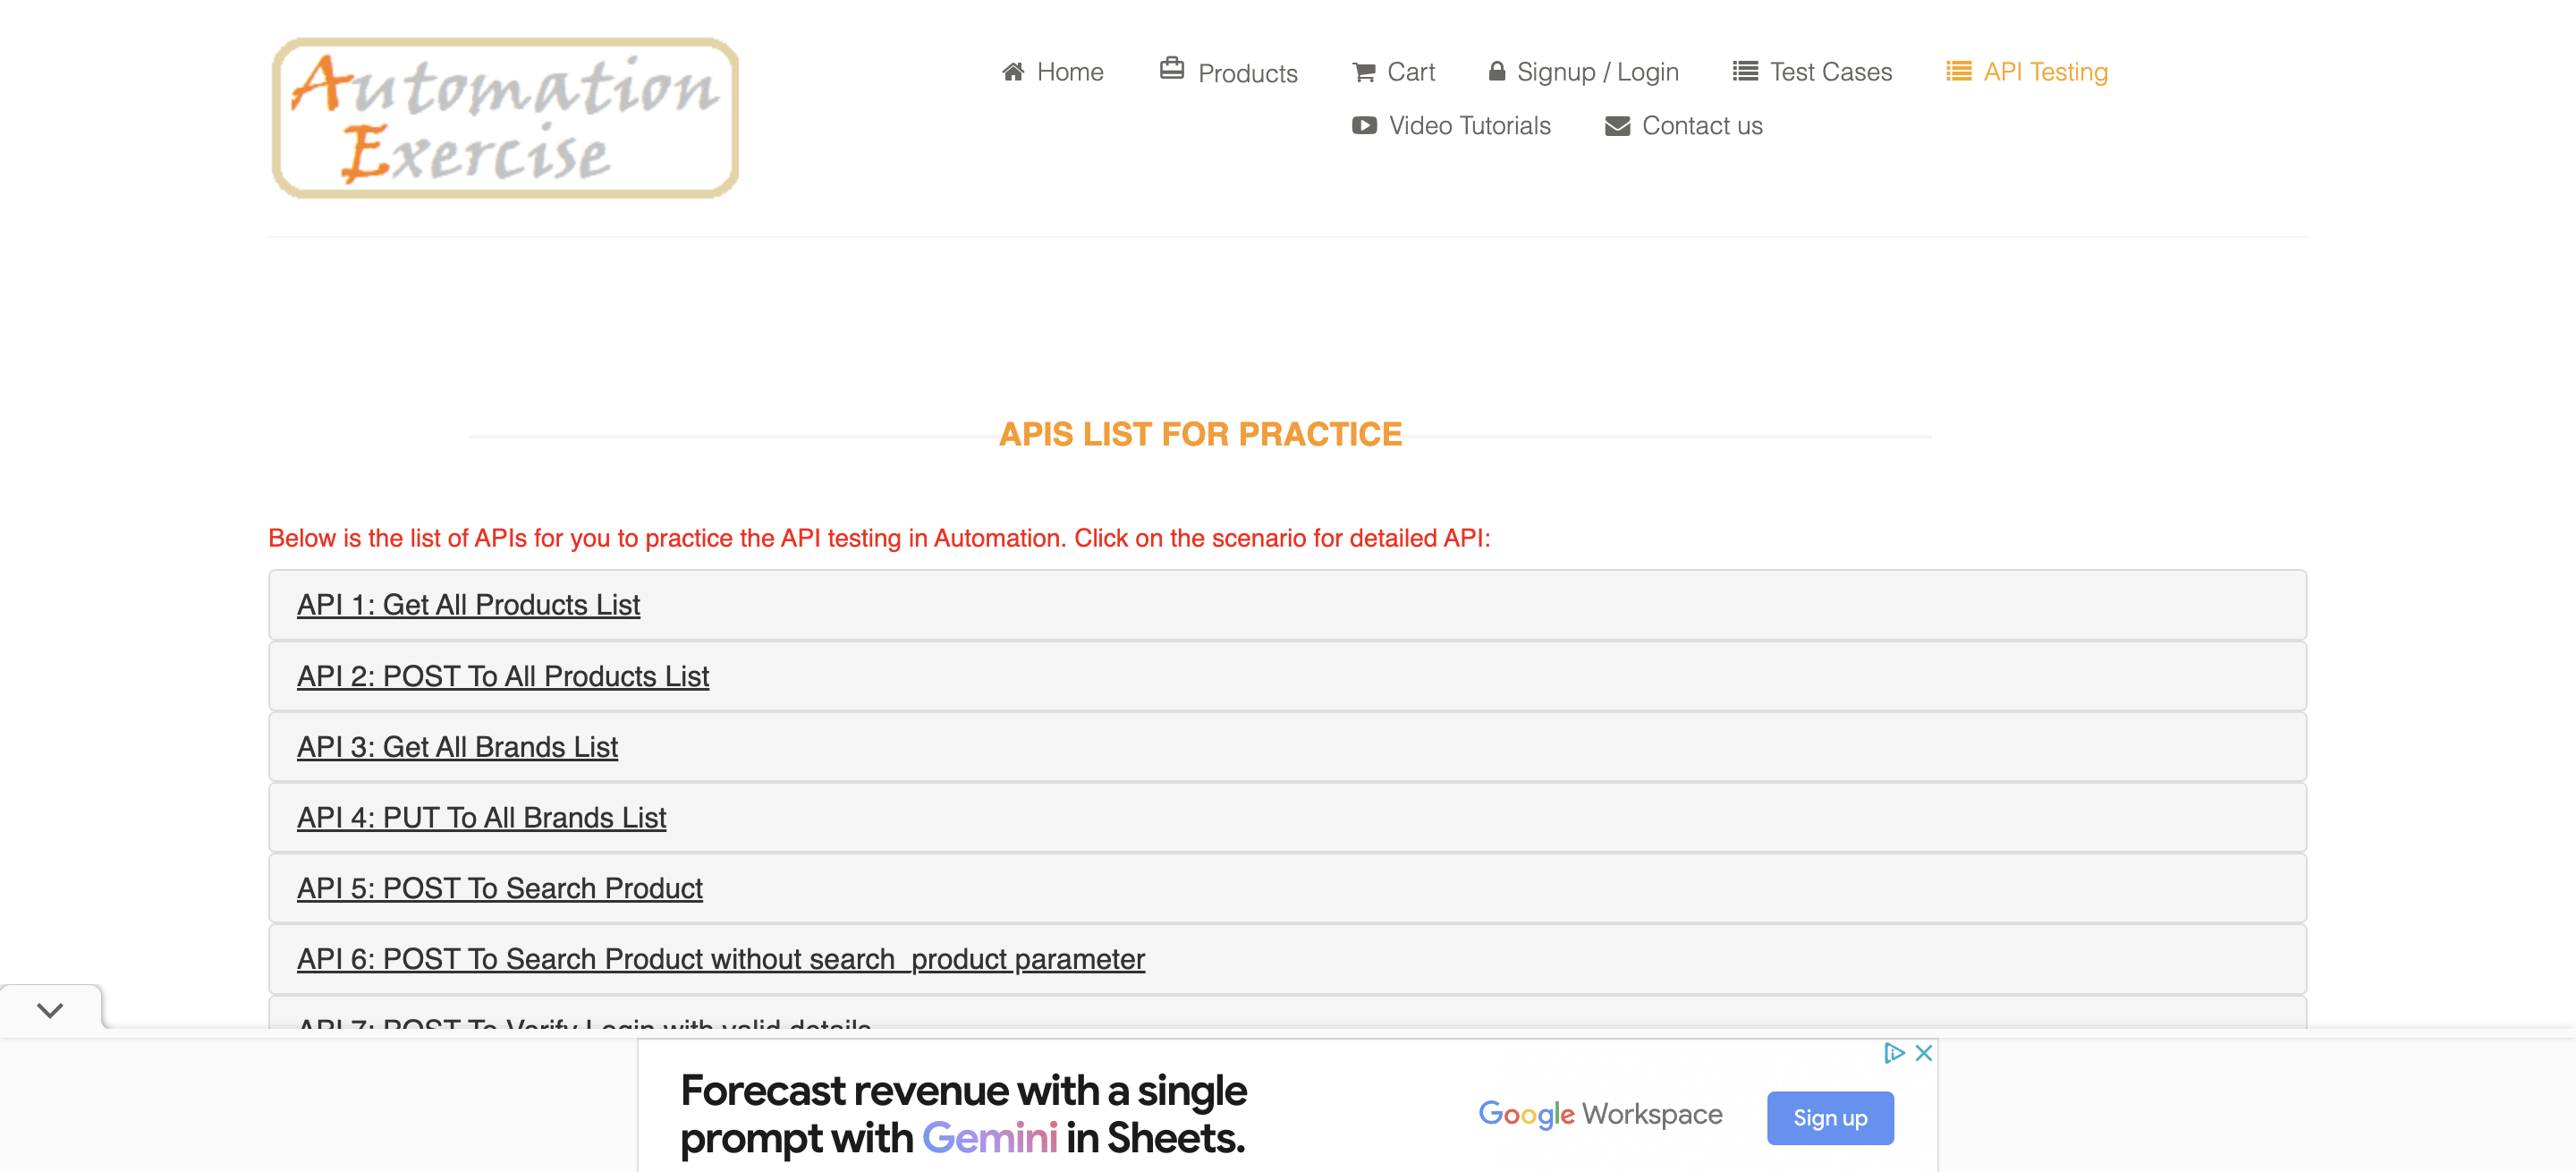 Automation
Exercise
Home
Products
Cart
Signup / Login
Test Cases
API Testing
Video Tutorials
Contact us
APIS LIST FOR PRACTICE
Below is the list of APIs for you to practice the API testing in Automation. Click on the scenario for detailed API:
API 1: Get All Products List
API 2: POST To All Products List
API 3: Get All Brands List
API 4: PUT To All Brands List
API 5: POST To Search Product
API 6: POST To Search Product without search_product parameter
API 7: POST To Verify Login with valid details
Forecast revenue with a single
prompt with Gemini in Sheets.
Google Workspace
Sign up